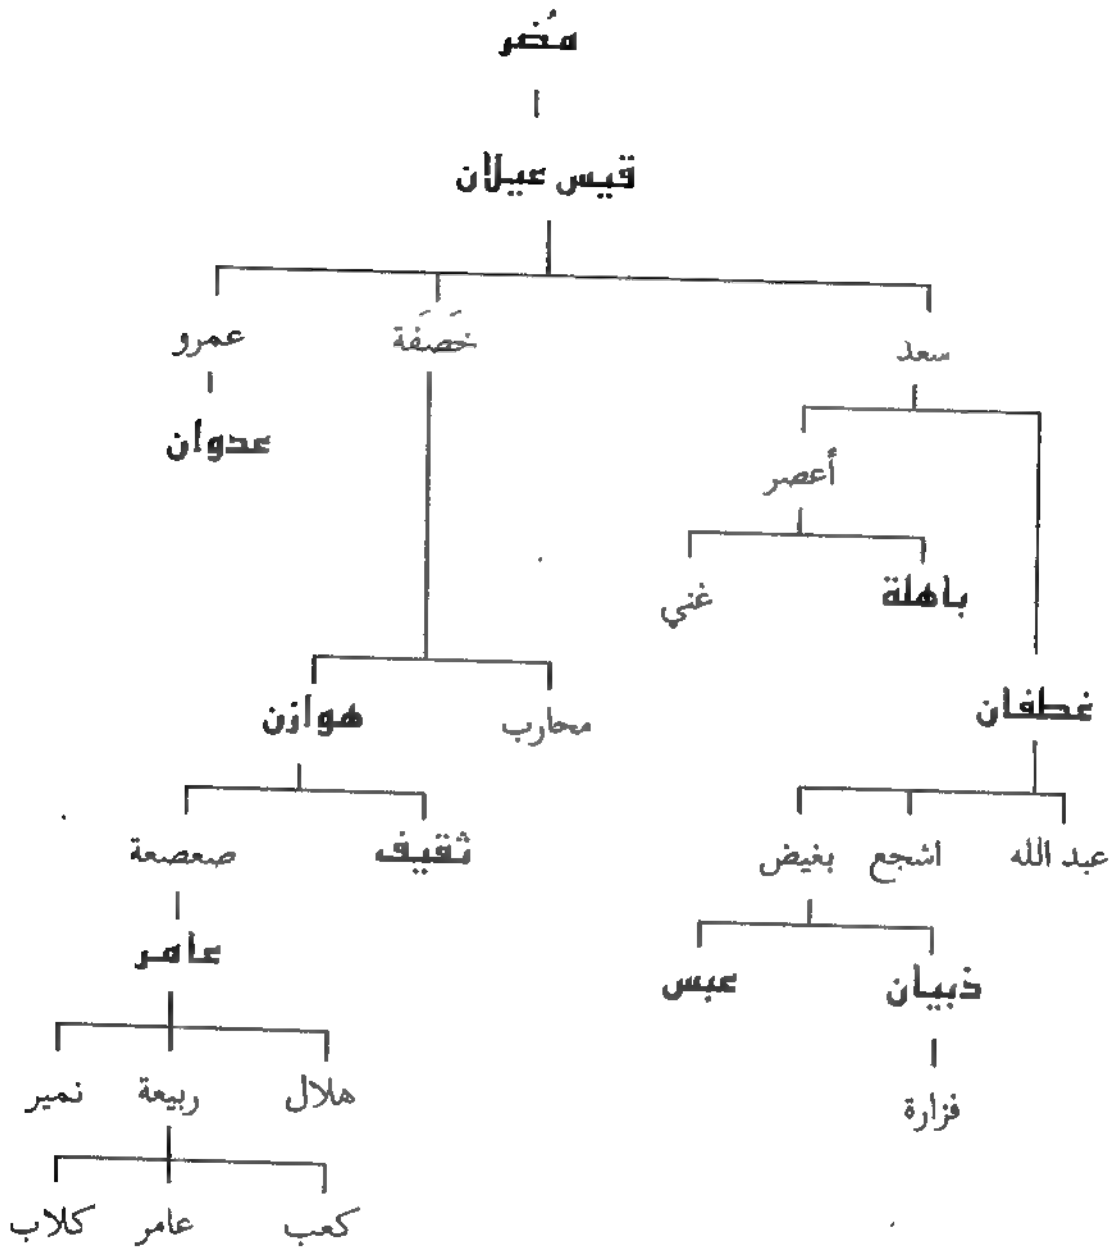 مُضر
قيس عيلان
سعد خَصَفَة عمرو
عدوان
أعصر
باهلة غني
غطفان محارب هوازن
عبد الله اشجع بغيض ثقيف صعصعة
عامر
ذبيان عبس
هلال ربيعة نمير
فزارة
كعب عامر كلاب